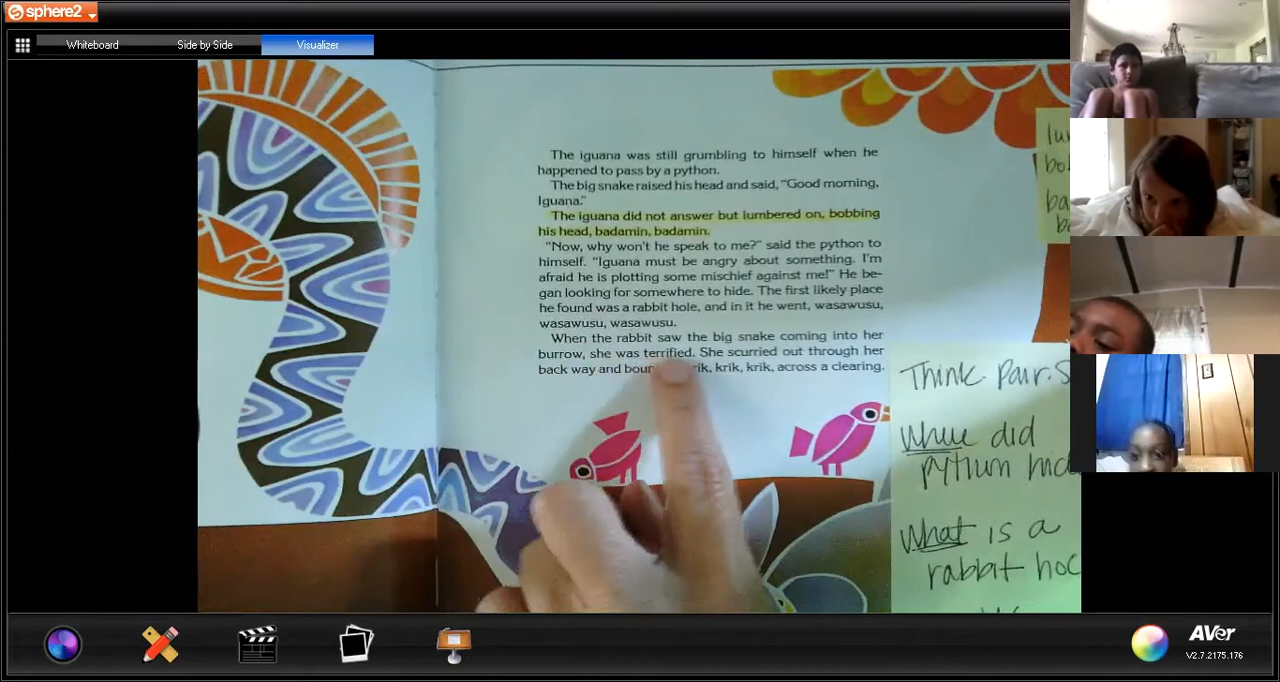 sphere2
Whiteboard
Side by Side
Visualizer
The iguana was still grumbling to himself when he
happened to pass by a python.
The big snake raised his head and said, "Good morning,
Iguana."
The iguana did not answer but lumbered on, bobbing
his head, badamin, badamin.
"Now, why won't he speak to me?" said the python to
himself. "Iguana must be angry about something. I'm
afraid he is plotting some mischief against me!" He be-
gan looking for somewhere to hide. The first likely place
he found was a rabbit hole, and in it he went, wasawusu,
wasawusu, wasawusu.
When the rabbit saw the big snake coming into her
burrow, she was terrified. She scurried out through her
back way and krik, krik, across a clearing.
Think. Pair. S
did
hid
What is a
rabbit
AVer
V2.7.2175.176